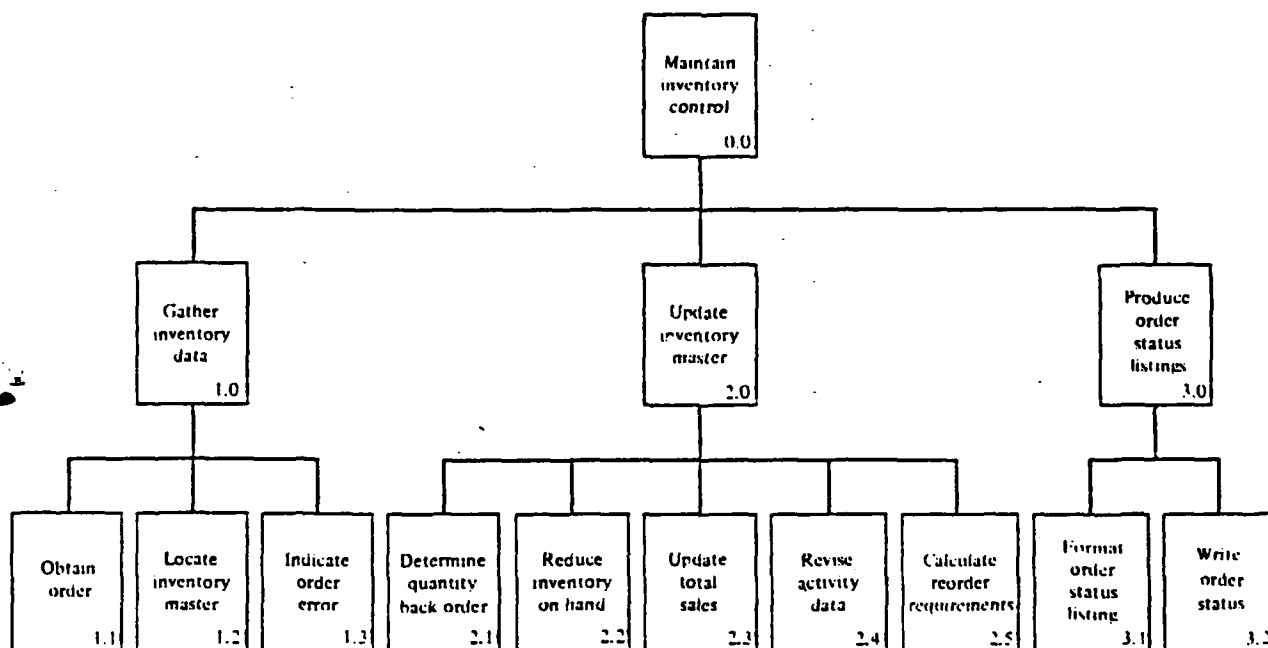 Maintain
inventory
control
0.0
Gather
inventory
data
1.0
Update
inventory
master
2.0
Produce
order
status
listings
3.0
Obtain
order
1.1
Locate
inventory
master
1.2
Indicate
order
error
1.3
Determine
quantity
back order
2.1
Reduce
inventory
on hand
2.2
Update
total
sales
2.3
Revise
activity
data
2.4
Calculate
reorder
requirements
2.5
Format
order
status
listing
3.1
Write
order
status
3.2